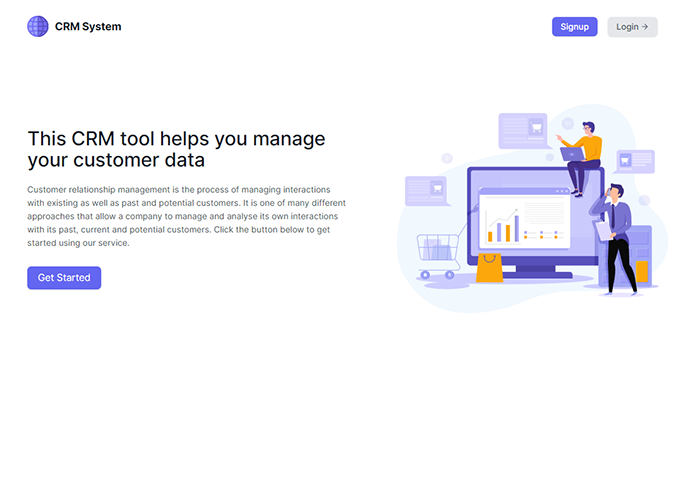 CRM System
Signup
Login →
This CRM tool helps you manage
your customer data
Customer relationship management is the process of managing interactions
with existing as well as past and potential customers. It is one of many different
approaches that allow a company to manage and analyse its own interactions
with its past, current and potential customers. Click the button below to get
started using our service.
Get Started